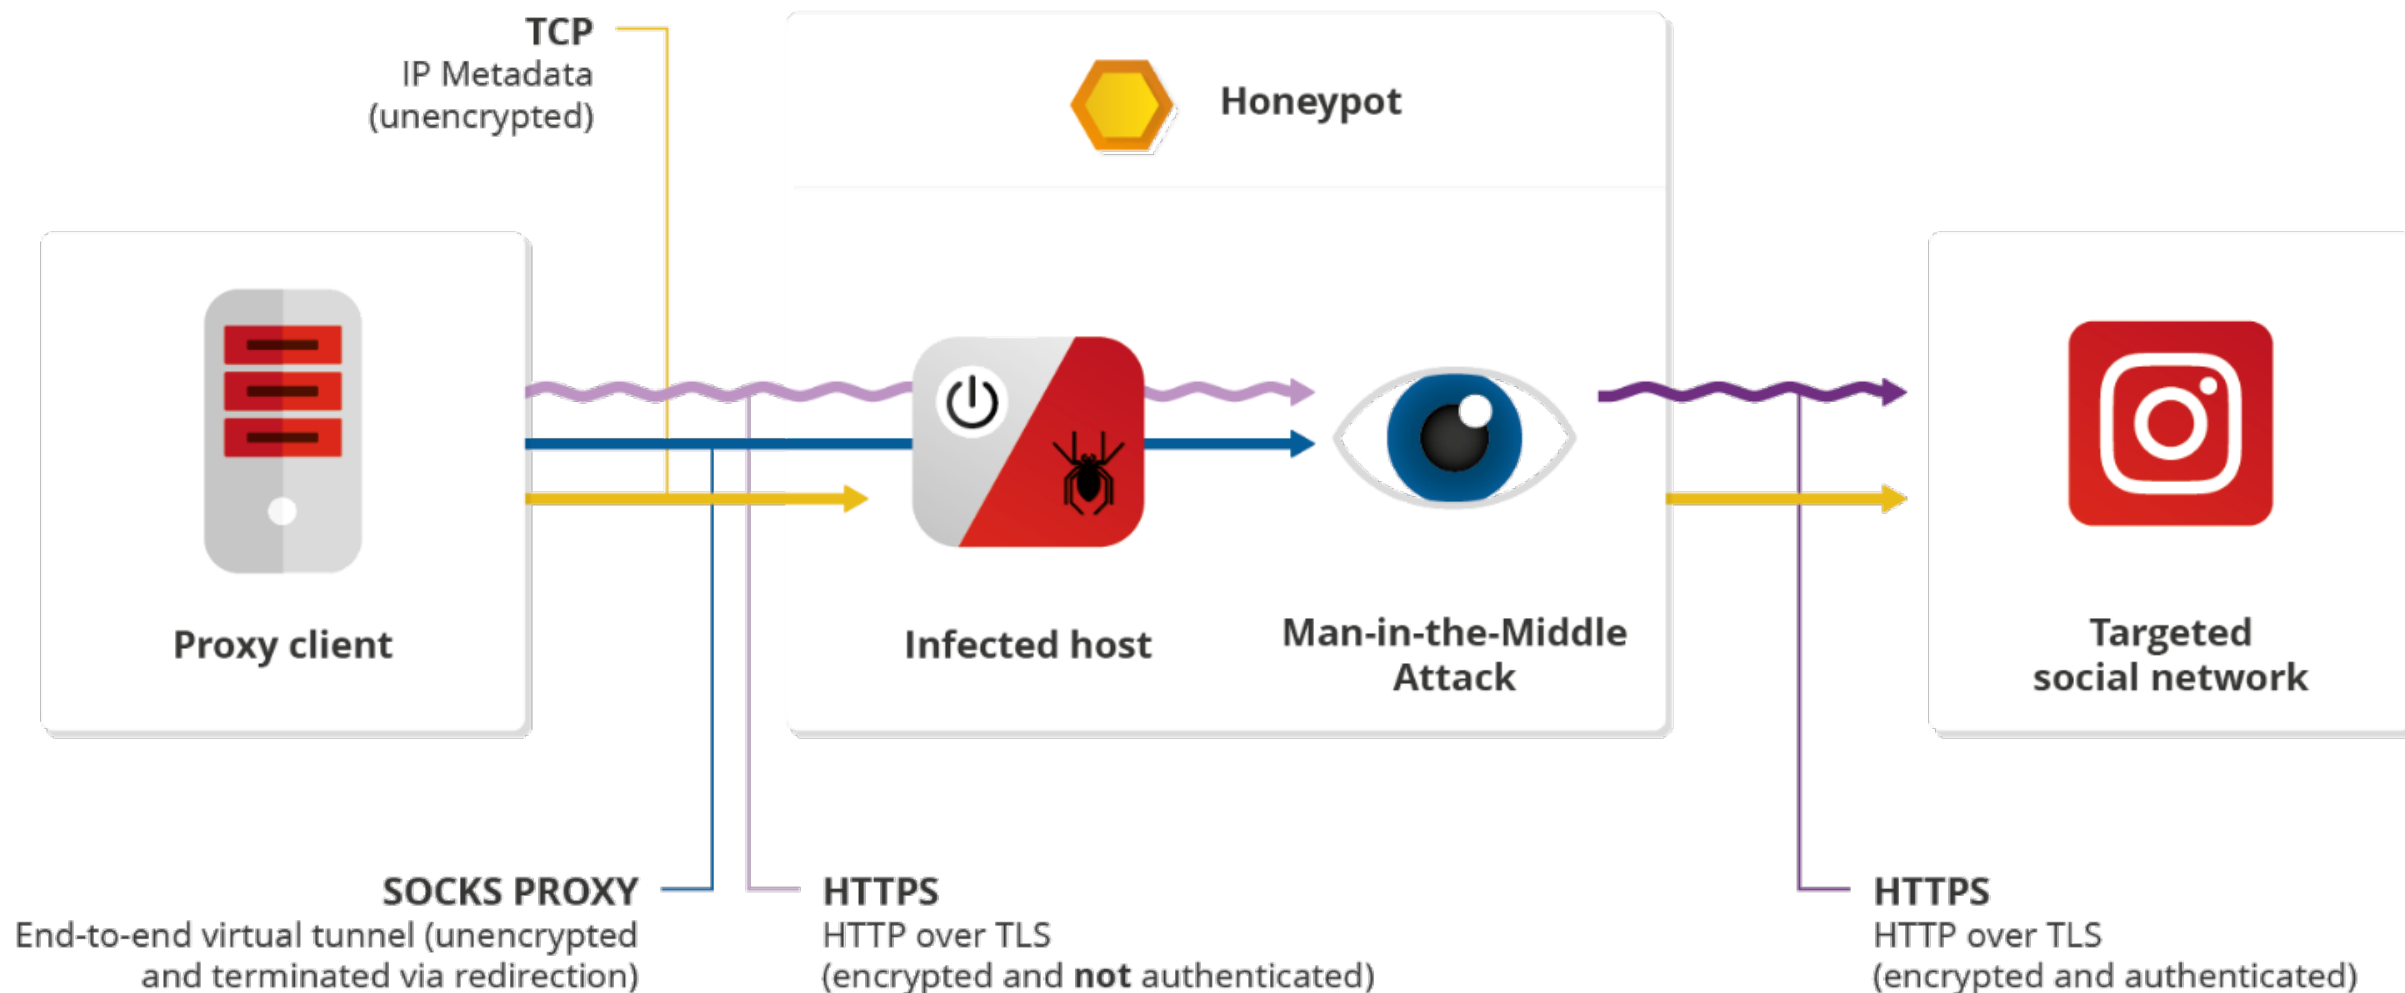 TCP
IP Metadata
(unencrypted)
Honeypot
Proxy client
Infected host
Man-in-the-Middle
Attack
Targeted
social network
SOCKS PROXY
End-to-end virtual tunnel (unencrypted
and terminated via redirection)
HTTPS
HTTP over TLS
(encrypted and not authenticated)
HTTPS
HTTP over TLS
(encrypted and authenticated)